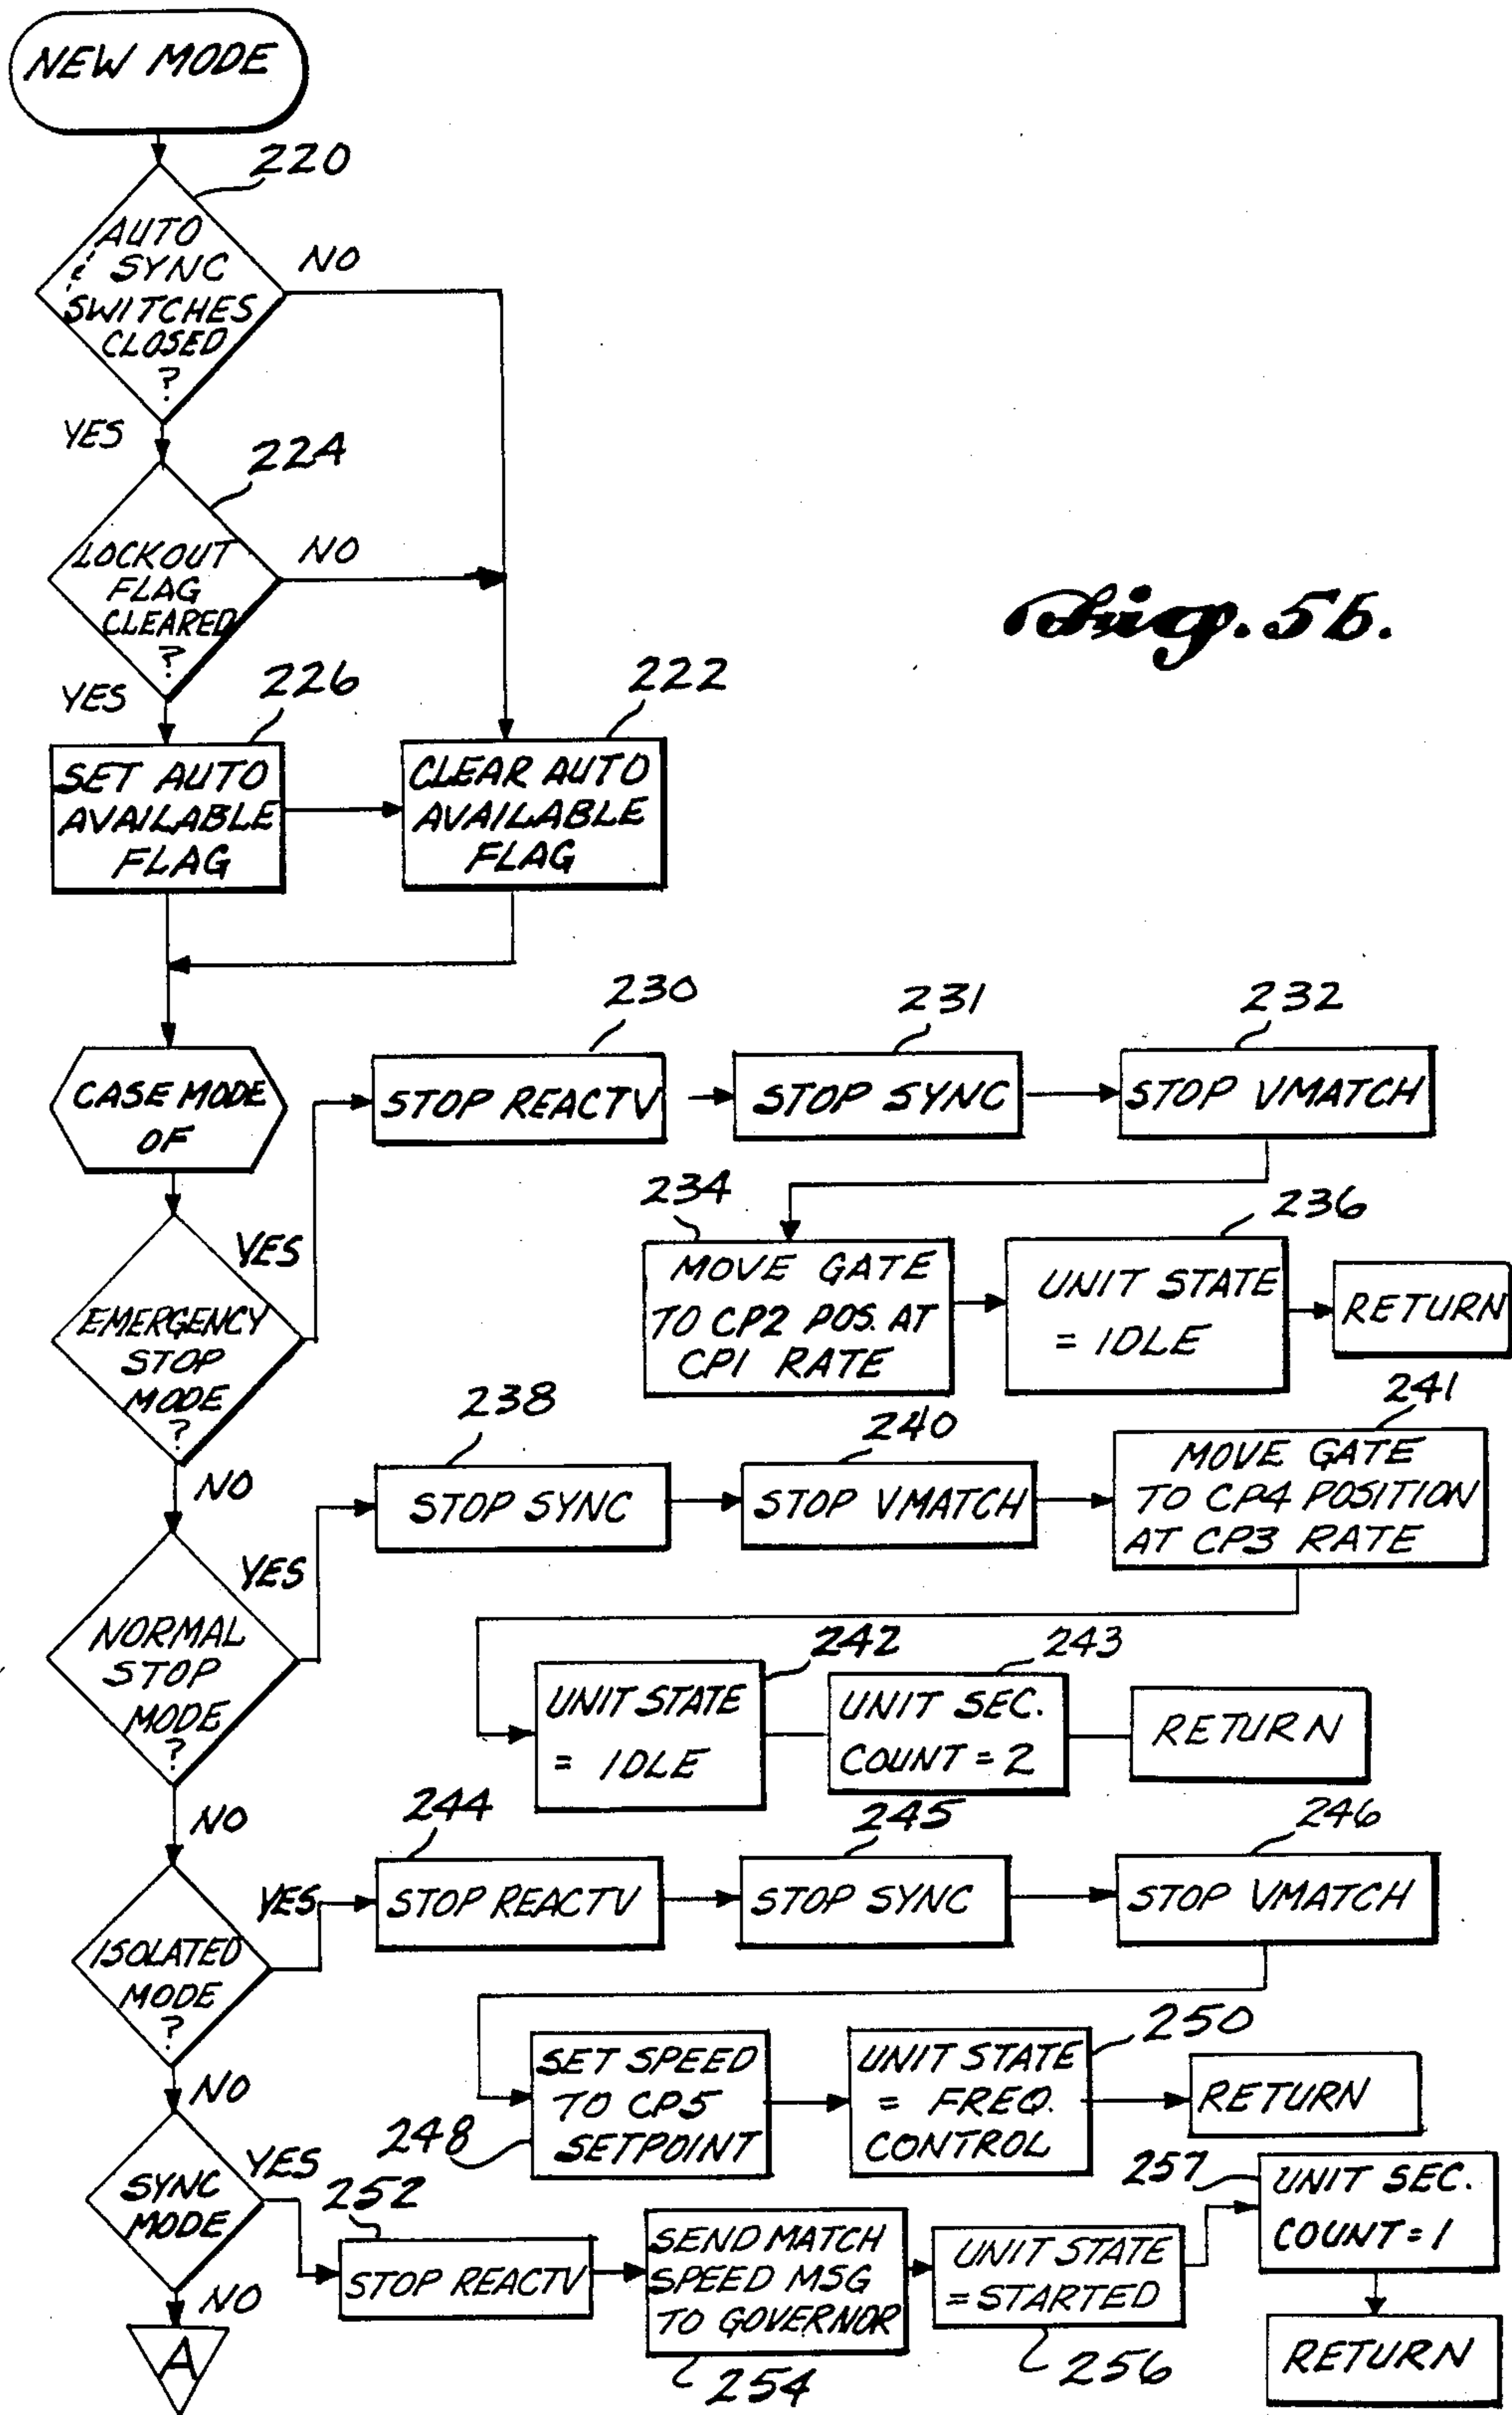 NEW MODE
220
AUTO
& SYNC
SWITCHES
CLOSED
?
NO
YES
224
LOCKOUT
FLAG
CLEARED
?
NO
YES
Fig. 5b.
226
SET AUTO
AVAILABLE
FLAG
222
CLEAR AUTO
AVAILABLE
FLAG
CASE MODE
OF
230
STOP REACTV
231
STOP SYNC
232
STOP VMATCH
YES
EMERGENCY
STOP
MODE
?
NO
234
MOVE GATE
TO CP2 POS. AT
CP1 RATE
236
UNIT STATE
= IDLE
RETURN
238
STOP SYNC
240
STOP VMATCH
241
MOVE GATE
TO CP4 POSITION
AT CP3 RATE
YES
NORMAL
STOP
MODE
?
NO
242
UNIT STATE
= IDLE
243
UNIT SEC.
COUNT = 2
RETURN
244
STOP REACTV
245
STOP SYNC
246
STOP VMATCH
YES
ISOLATED
MODE
?
NO
248
SET SPEED
TO CP5
SETPOINT
250
UNIT STATE
= FREQ.
CONTROL
RETURN
YES
SYNC
MODE
NO
252
STOP REACTV
SEND MATCH
SPEED MSG
TO GOVERNOR
254
UNIT STATE
= STARTED
256
257
UNIT SEC.
COUNT = 1
RETURN
A